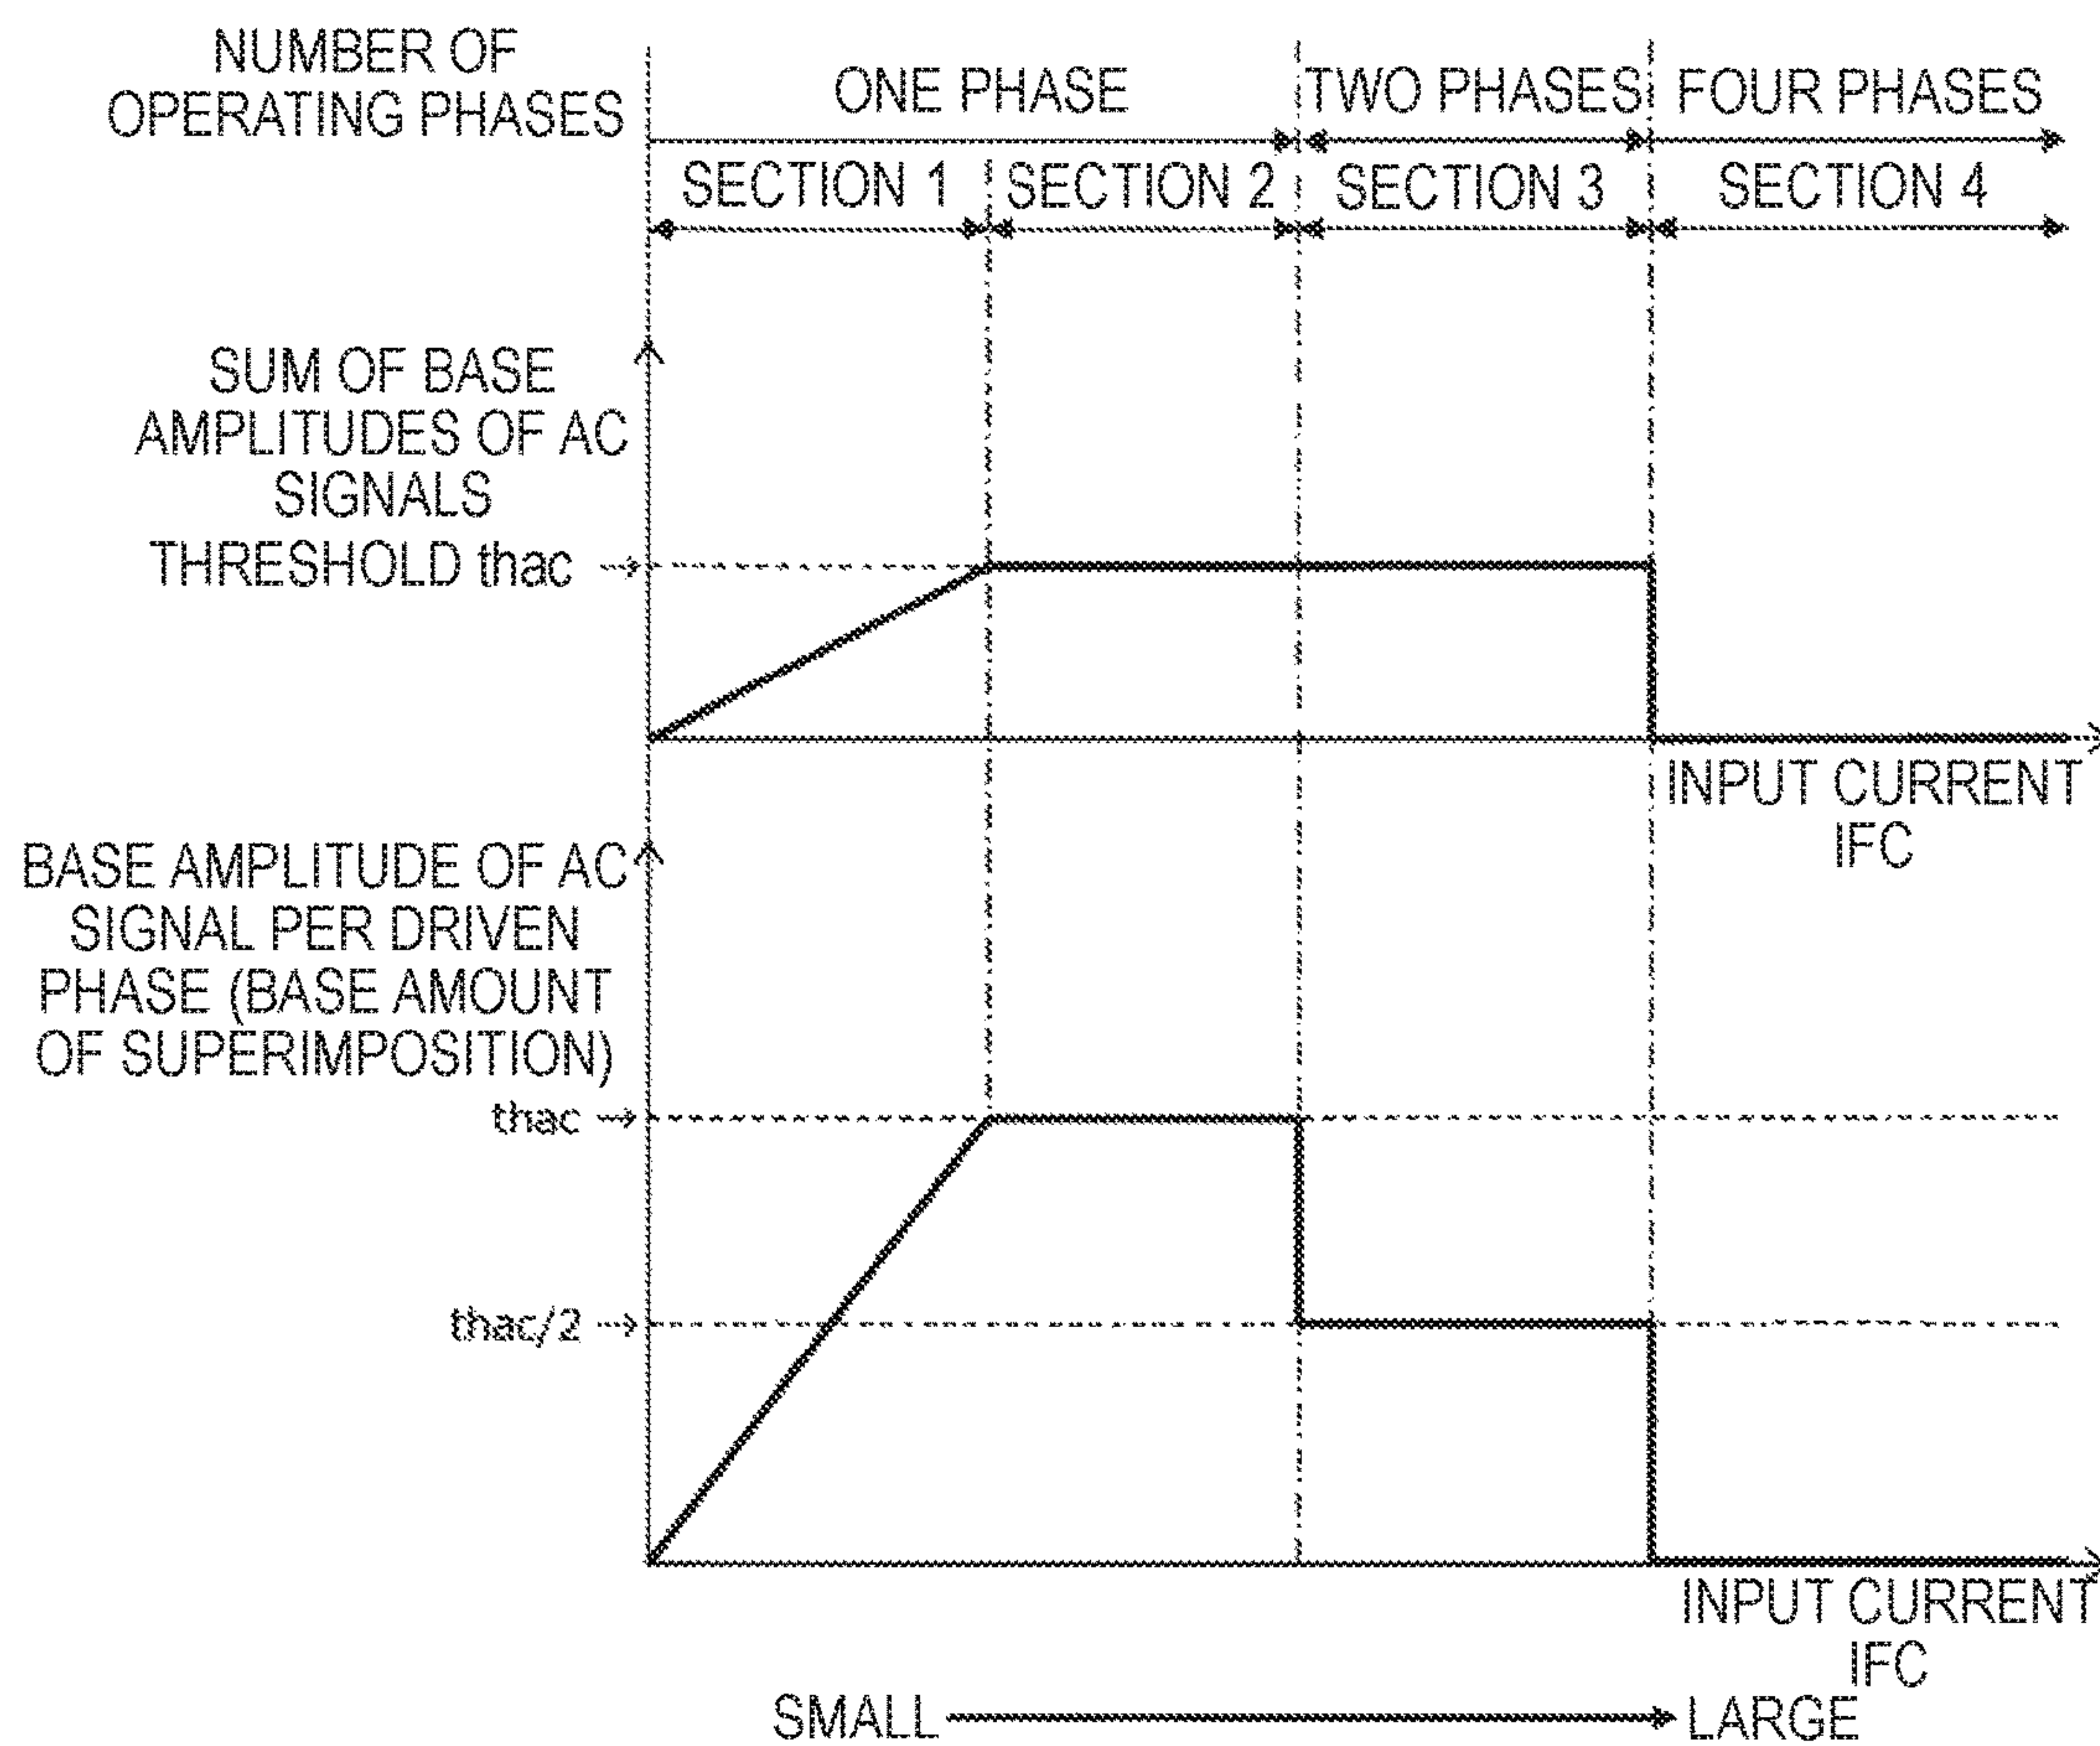 NUMBER OF
OPERATING PHASES
ONE PHASE
TWO PHASES
FOUR PHASES
SECTION 1
SECTION 2
SECTION 3
SECTION 4
SUM OF BASE
AMPLITUDES OF AC
SIGNALS
THRESHOLD thac
INPUT CURRENT
IFC
BASE AMPLITUDE OF AC
SIGNAL PER DRIVEN
PHASE (BASE AMOUNT
OF SUPERIMPOSITION)
thac
thac/2
INPUT CURRENT
IFC
SMALL
LARGE